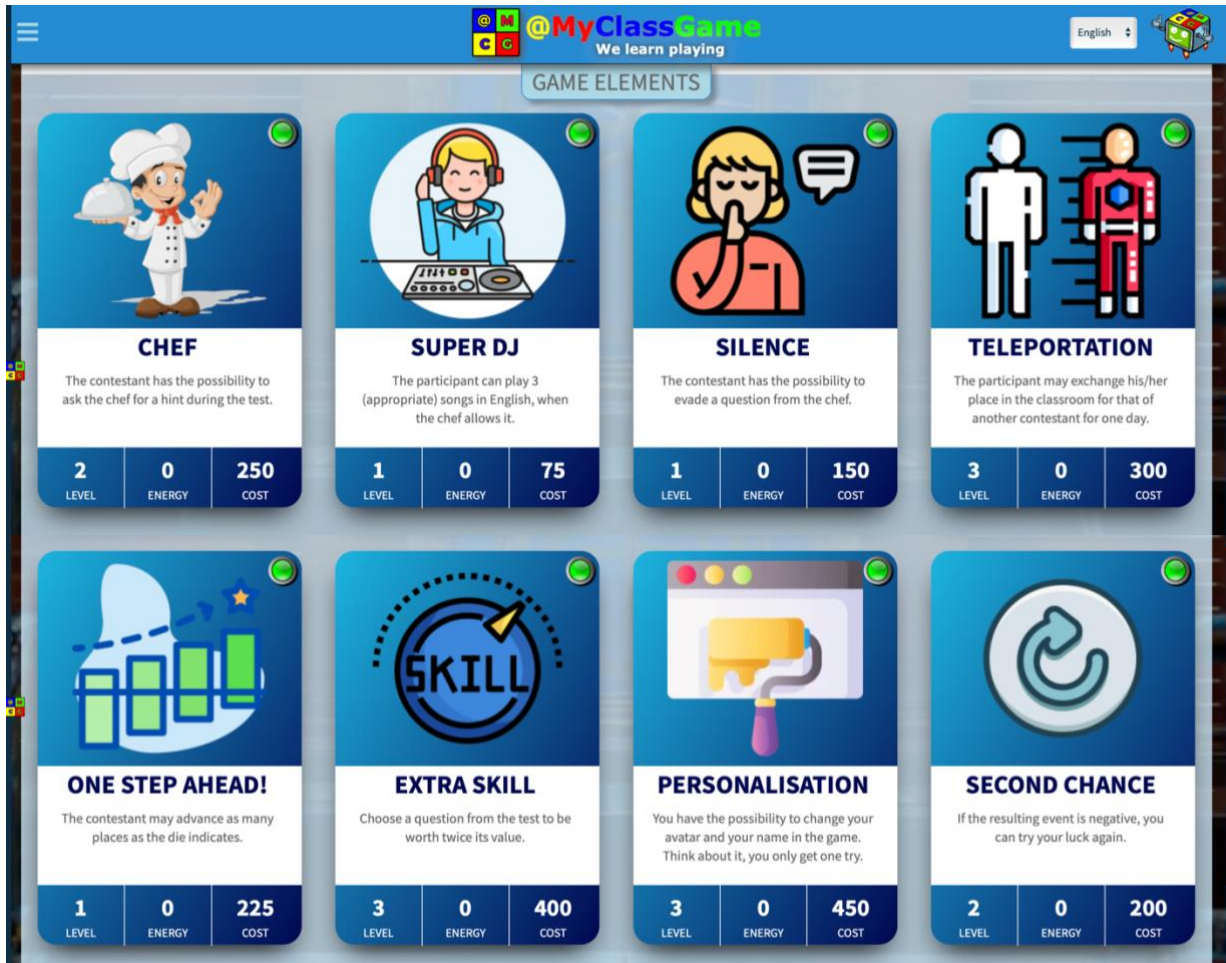 @ M
C G
@MyClassGame
We learn playing
English
GAME ELEMENTS
CHEF
The contestant has the possibility to
ask the chef for a hint during the test.
2 0 250
LEVEL ENERGY COST
SUPER DJ
The participant can play 3
(appropriate) songs in English, when
the chef allows it.
1 0 75
LEVEL ENERGY COST
SILENCE
The contestant has the possibility to
evade a question from the chef.
1 0 150
LEVEL ENERGY COST
TELEPORTATION
The participant may exchange his/her
place in the classroom for that of
another contestant for one day.
3 0 300
LEVEL ENERGY COST
ONE STEP AHEAD!
The contestant may advance as many
places as the die indicates.
1 0 225
LEVEL ENERGY COST
SKILL
EXTRA SKILL
Choose a question from the test to be
worth twice its value.
3 0 400
LEVEL ENERGY COST
PERSONALISATION
You have the possibility to change your
avatar and your name in the game.
Think about it, you only get one try.
3 0 450
LEVEL ENERGY COST
SECOND CHANCE
If the resulting event is negative, you
can try your luck again.
2 0 200
LEVEL ENERGY COST